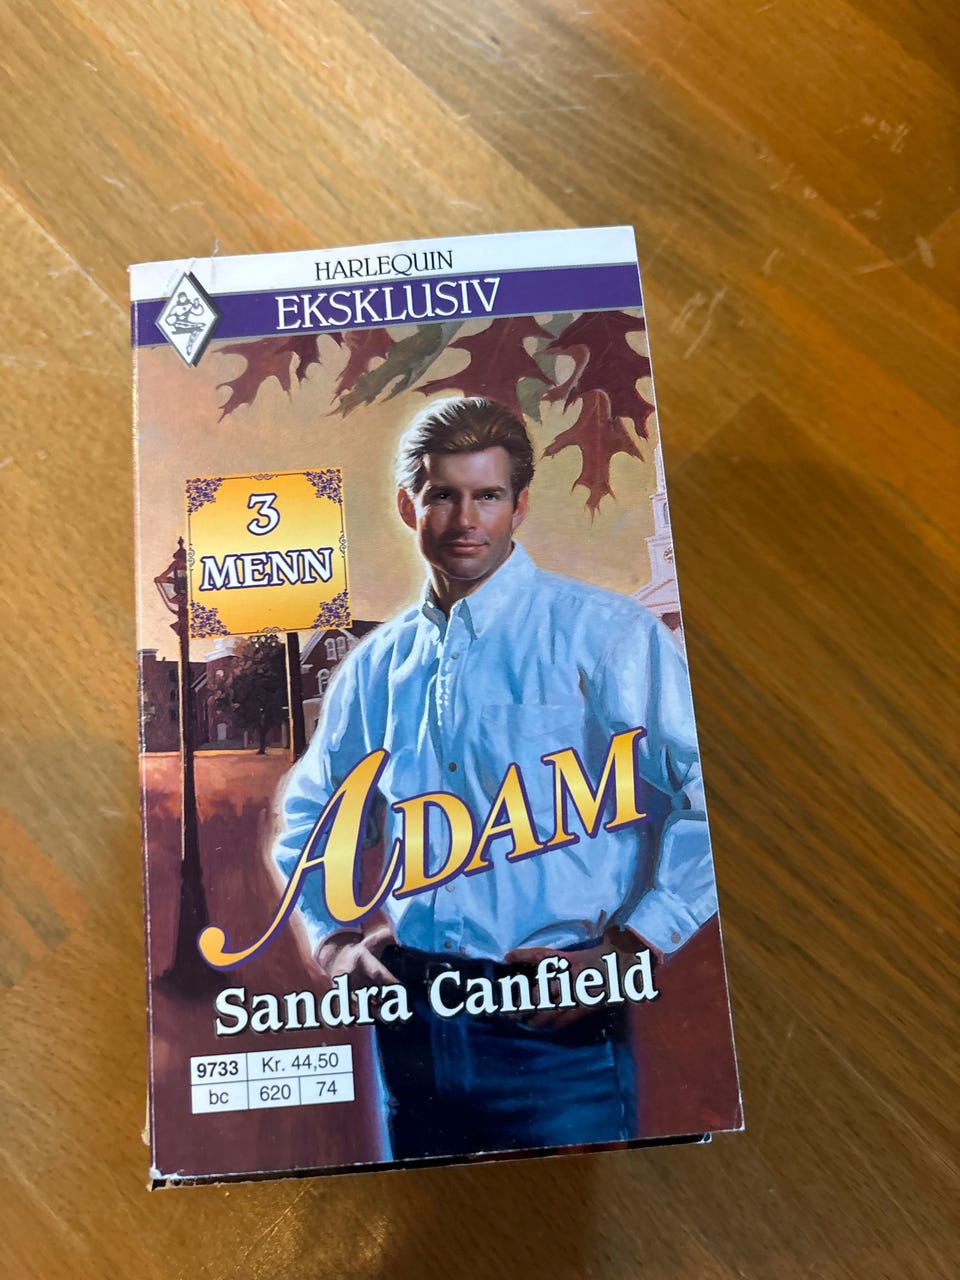 HARLEQUIN
EKSKLUSIV
3
MENN
ADAM
Sandra Canfield
9733 Kr. 44,50
bc 620 74